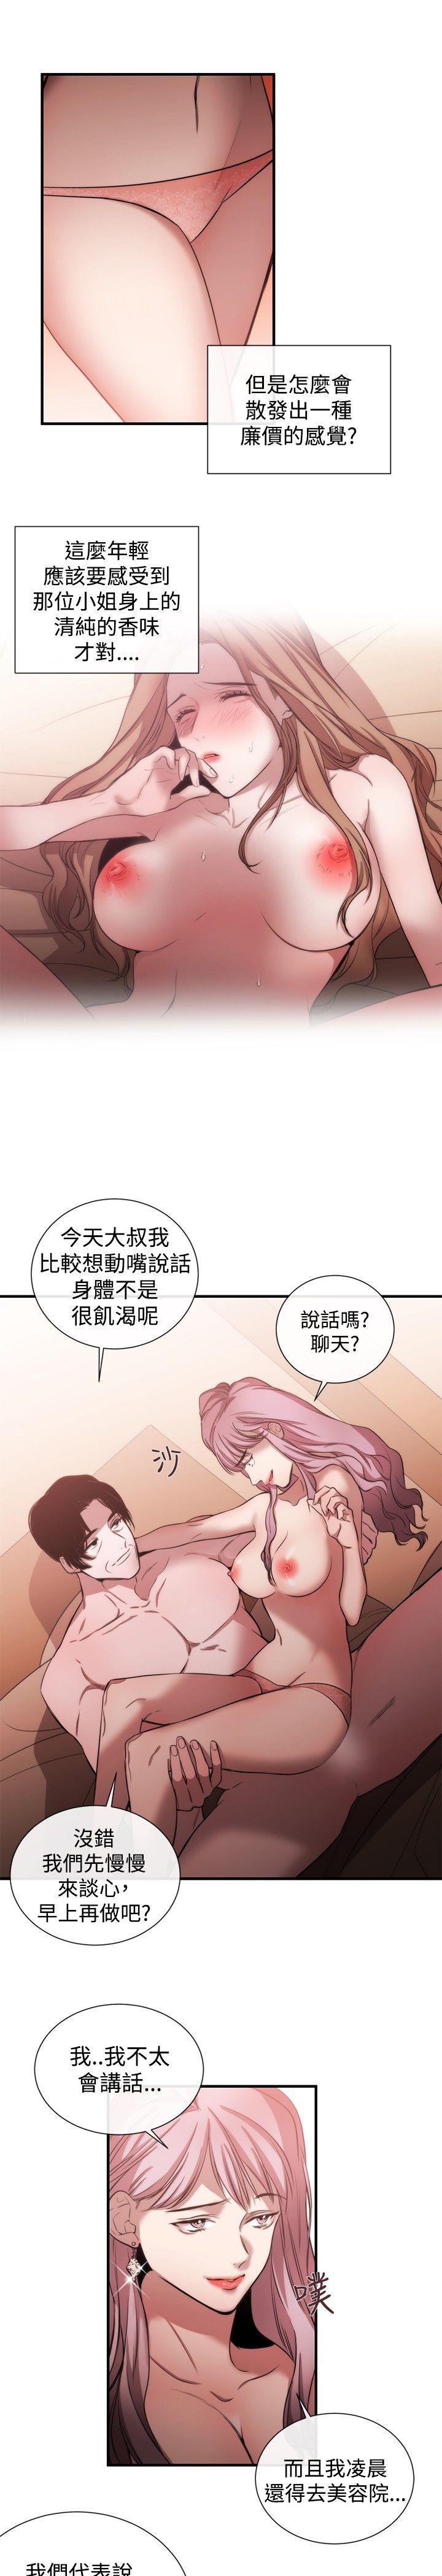 但是怎麼會
散發出一種
廉價的感覺?
這麼年輕
應該要感受到
那位小姐身上的
清純的香味
才對....
今天大叔我
比較想動嘴說話
身體不是
很飢渴呢
說話嗎?
聊天?
沙
沒錯
我們先慢慢
來談心,
早上再做吧?
我..我不太
會講話...
噗
而且我凌晨
還得去美容院...
我們代表說